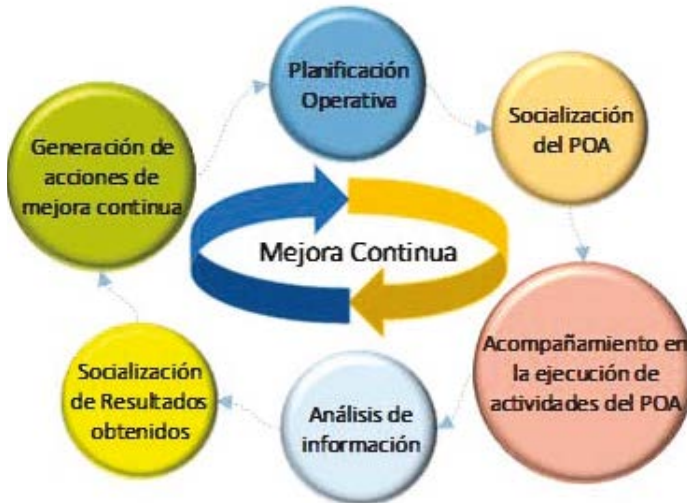 Planificación
Operativa
Socialización
del POA
Acompañamiento en
la ejecución de
actividades del POA
Análisis de
información
Socialización
de Resultados
obtenidos
Generación de
acciones de
mejora continua
Mejora Continua